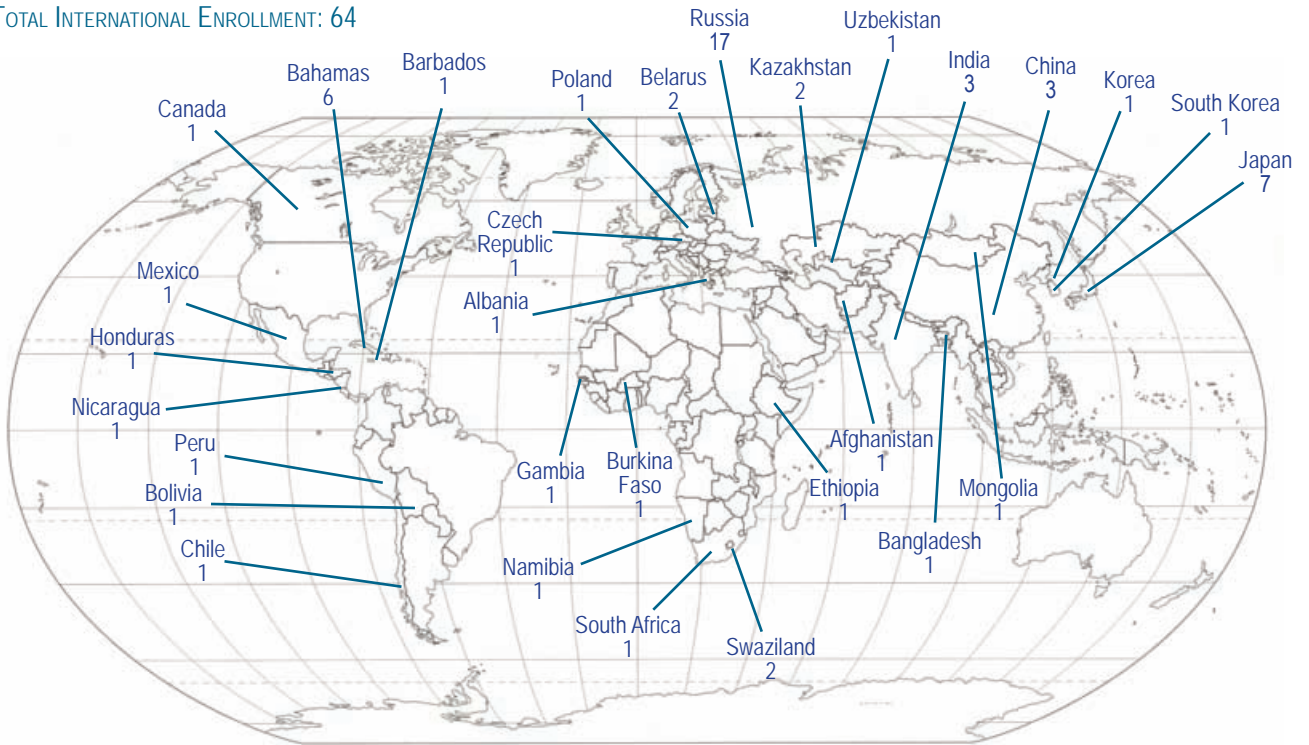 TOTAL INTERNATIONAL ENROLLMENT: 64
Russia
17
Uzbekistan
1
Bahamas
6
Barbados
1
Poland
1
Belarus
2
Kazakhstan
2
India
3
China
3
Korea
1
South Korea
1
Canada
1
Japan
7
Czech
Republic
1
Mexico
1
Albania
1
Honduras
1
Nicaragua
1
Peru
1
Gambia
1
Burkina
Faso
1
Afghanistan
1
Bolivia
1
Ethiopia
1
Mongolia
1
Chile
1
Namibia
1
Bangladesh
1
South Africa
1
Swaziland
2